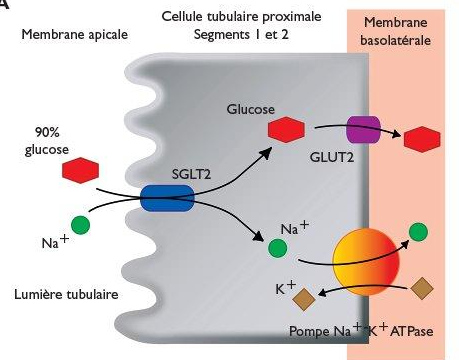 A
Membrane apicale
Cellule tubulaire proximale
Segments 1 et 2
Membrane
basolatérale
90%
glucose
Glucose
SGLT2
GLUT2
Na+
Na+
K+
Lumière tubulaire
Pompe Na+K+ATPase